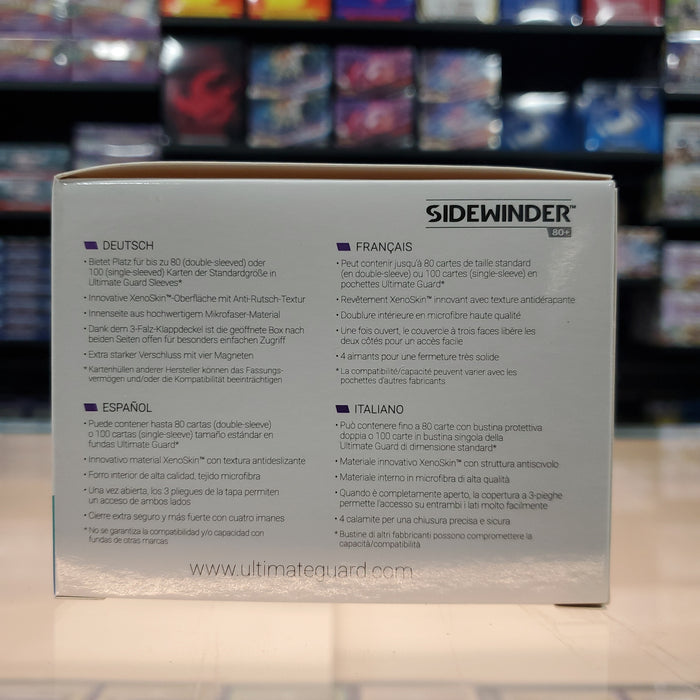 SIDEWINDER™
80+
DEUTSCH
• Bietet Platz für bis zu 80 (double-sleeved) oder
100 (single-sleeved) Karten der Standardgröße in
Ultimate Guard Sleeves*
• Innovative XenoSkin™-Oberfläche mit Anti-Rutsch-Textur
• Innenseite aus hochwertigem Mikrofaser-Material
• Dank dem 3-Falz-Klappdeckel ist die geöffnete Box nach
beiden Seiten offen für besonders einfachen Zugriff
• Extra starker Verschluss mit vier Magneten
* Kartenhüllen anderer Hersteller können das Fassungs-
vermögen und/oder die Kompatibilität beeinträchtigen
FRANÇAIS
• Peut contenir jusqu'à 80 cartes de taille standard
(en double-sleeve) ou 100 cartes (single-sleeving) en
pochettes Ultimate Guard*
• Revêtement XenoSkin™ innovant avec texture antidérapante
• Doublure intérieure en microfibre haute qualité
• Une fois ouvert, le couvercle à trois faces libère les
deux côtés pour un accès facile
• 4 aimants pour une fermeture très solide
* La compatibilité/capacité peuvent varier avec les
pochettes d'autres fabricants
ESPAÑOL
• Puede contener hasta 80 cartas (double-sleeve)
o 100 cartas (single-sleeve) tamaño estándar en
fundas Ultimate Guard*
• Innovativo material XenoSkin™ con textura antideslizante
• Forro interior de alta calidad, tejido microfibra
• Una vez abierta, los 3 pliegues de la tapa permiten
un acceso de ambos lados
• Cierre extra seguro y más fuerte con cuatro imanes
* No se garantiza la compatibilidad y/o capacidad con
fundas de otras marcas
ITALIANO
• Può contenere fino a 80 carte con bustina protettiva
doppia o 100 carte in bustina singola della
Ultimate Guard di dimensione standard*
• Materiale innovativo XenoSkin™ con struttura antiscivolo
• Materiale interno in microfibra di alta qualità
• Quando è completamente aperto, la copertura a 3-pieghe
permette l'accesso su entrambi i lati molto facilmente
• 4 calamite per una chiusura precisa e sicura
* Bustine di altri fabbricanti possono compromettere la
capacità/compatibilità
www.ultimateguard.com